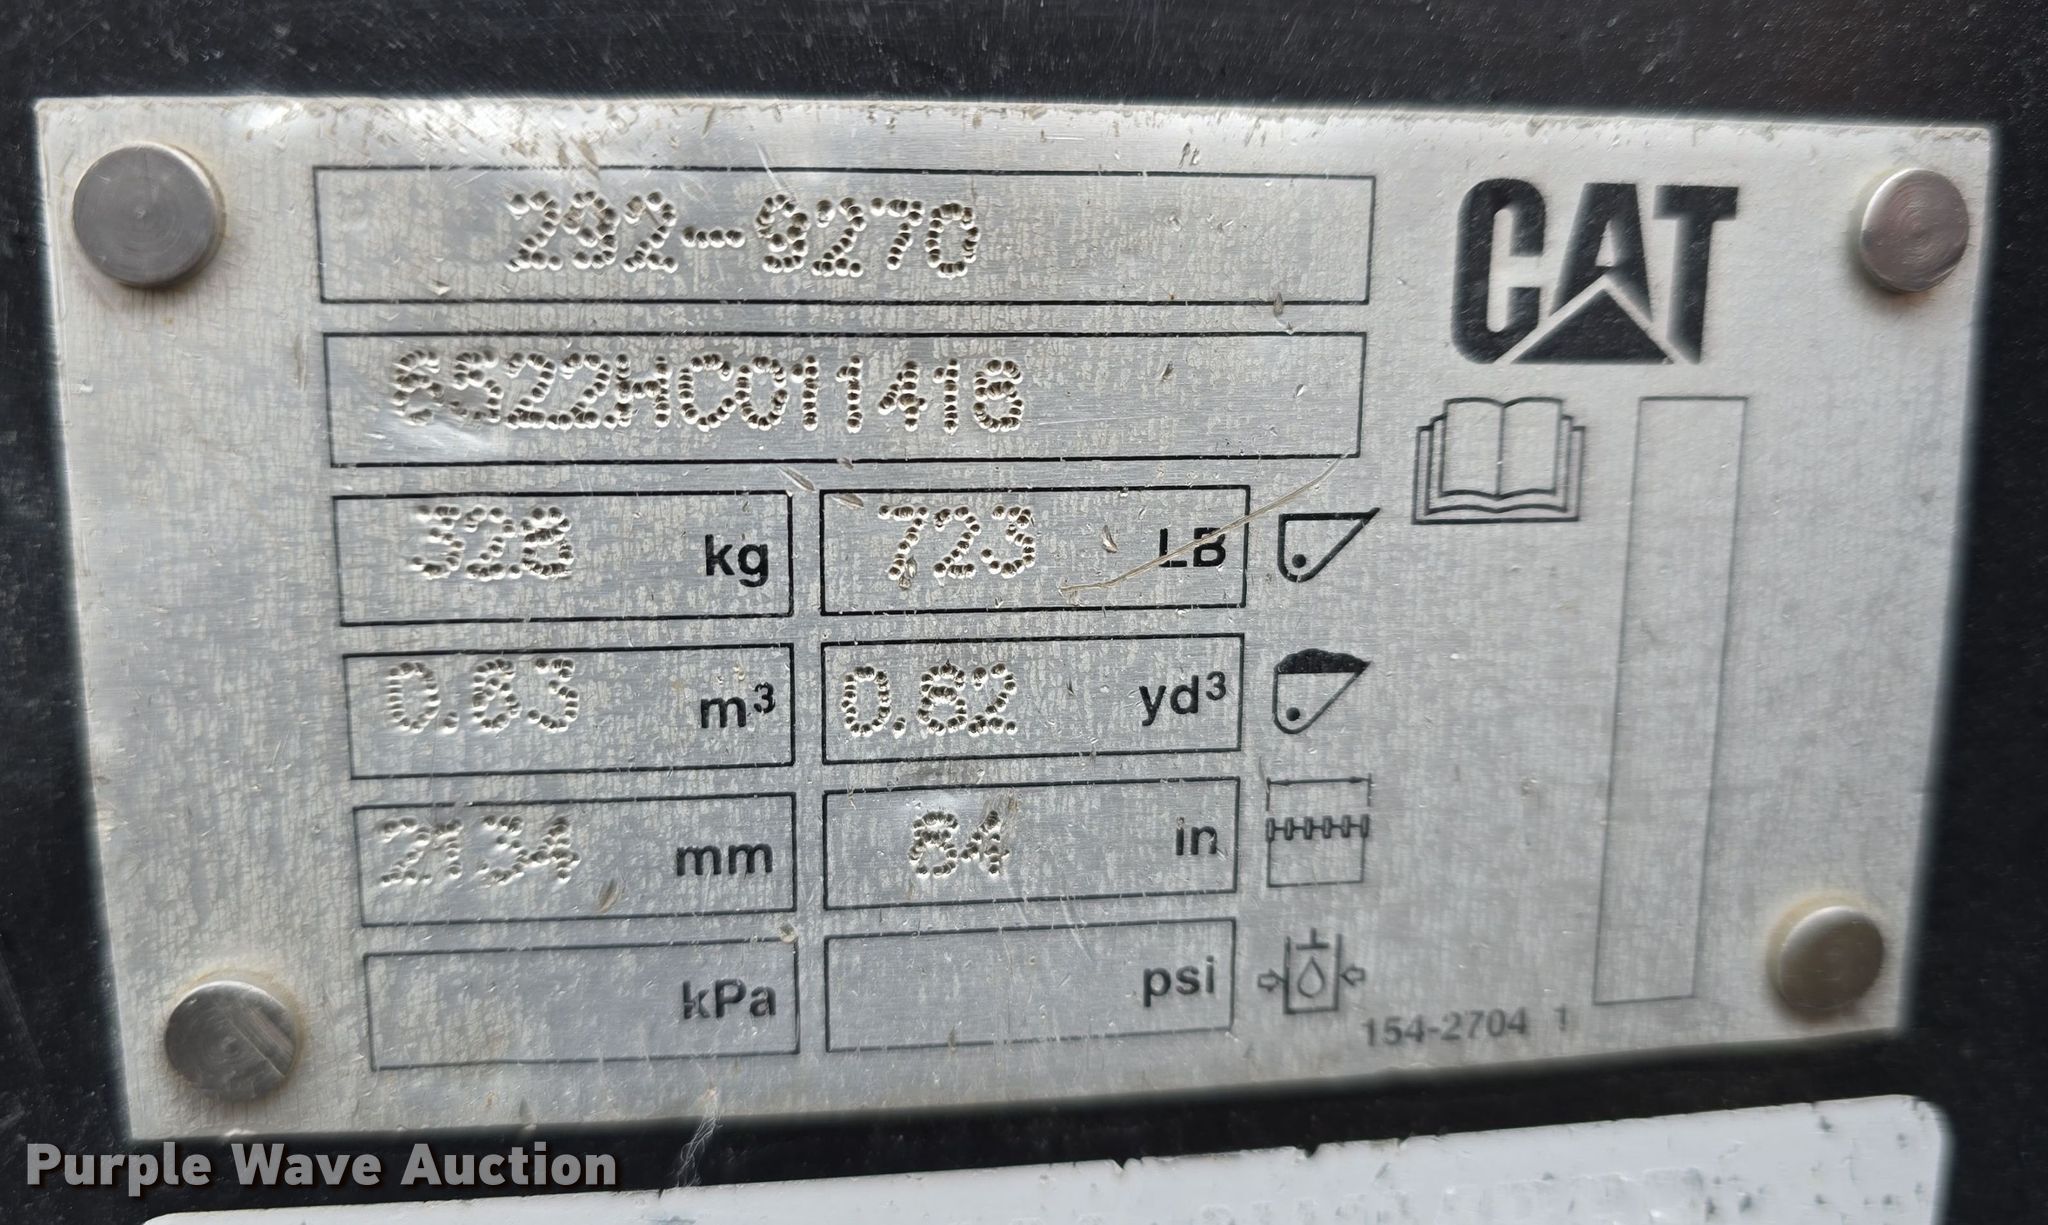 292-9270
CAT
6522HC011418
328 kg 723 LB
0.63 m³ 0.82 yd³
2134 mm 84 in
kPa psi
154-2704 1
Purple Wave Auction